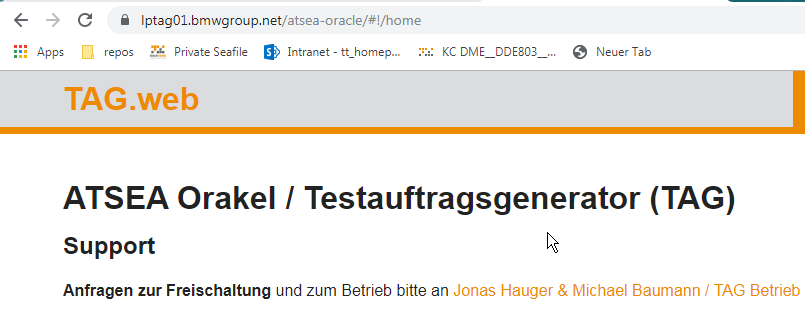 lptag01.bmwgroup.net/atsea-oracle/#!/home
Apps repos Private Seafile Intranet - tt_homep... KC DME__DDE803__... Neuer Tab
TAG.web
ATSEA Orakel / Testauftragsgenerator (TAG)
Support
Anfragen zur Freischaltung und zum Betrieb bitte an Jonas Hauger & Michael Baumann / TAG Betrieb